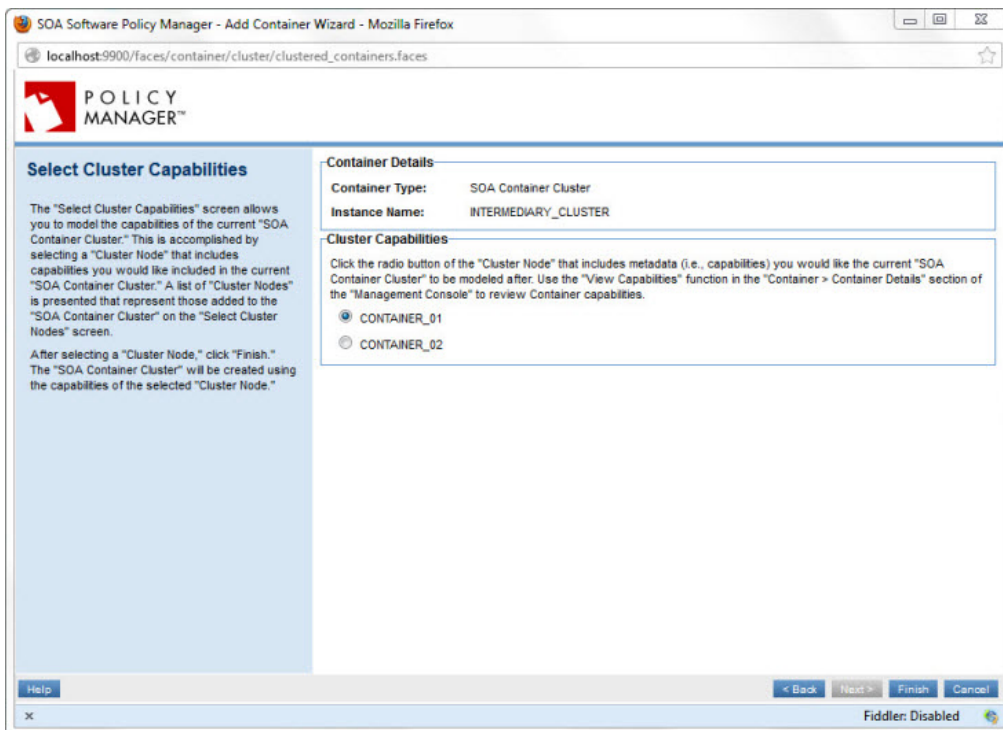 SOA Software Policy Manager - Add Container Wizard - Mozilla Firefox
localhost:9900/faces/container/cluster/clustered_containers.faces
POLICY
MANAGER™
Select Cluster Capabilities
The "Select Cluster Capabilities" screen allows
you to model the capabilities of the current "SOA
Container Cluster." This is accomplished by
selecting a "Cluster Node" that includes
capabilities you would like included in the current
"SOA Container Cluster." A list of "Cluster Nodes"
is presented that represent those added to the
"SOA Container Cluster" on the "Select Cluster
Nodes" screen.
After selecting a "Cluster Node," click "Finish."
The "SOA Container Cluster" will be created using
the capabilities of the selected "Cluster Node."
Container Details
Container Type: SOA Container Cluster
Instance Name: INTERMEDIARY_CLUSTER
Cluster Capabilities
Click the radio button of the "Cluster Node" that includes metadata (i.e., capabilities) you would like the current "SOA
Container Cluster" to be modeled after. Use the "View Capabilities" function in the "Container > Container Details" section of
the "Management Console" to review Container capabilities.
CONTAINER_01
CONTAINER_02
Help
< Back Next > Finish Cancel
Fiddler: Disabled